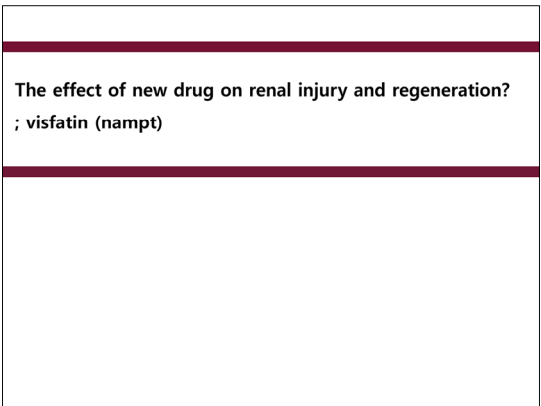 The effect of new drug on renal injury and regeneration?
; visfatin (nampt)